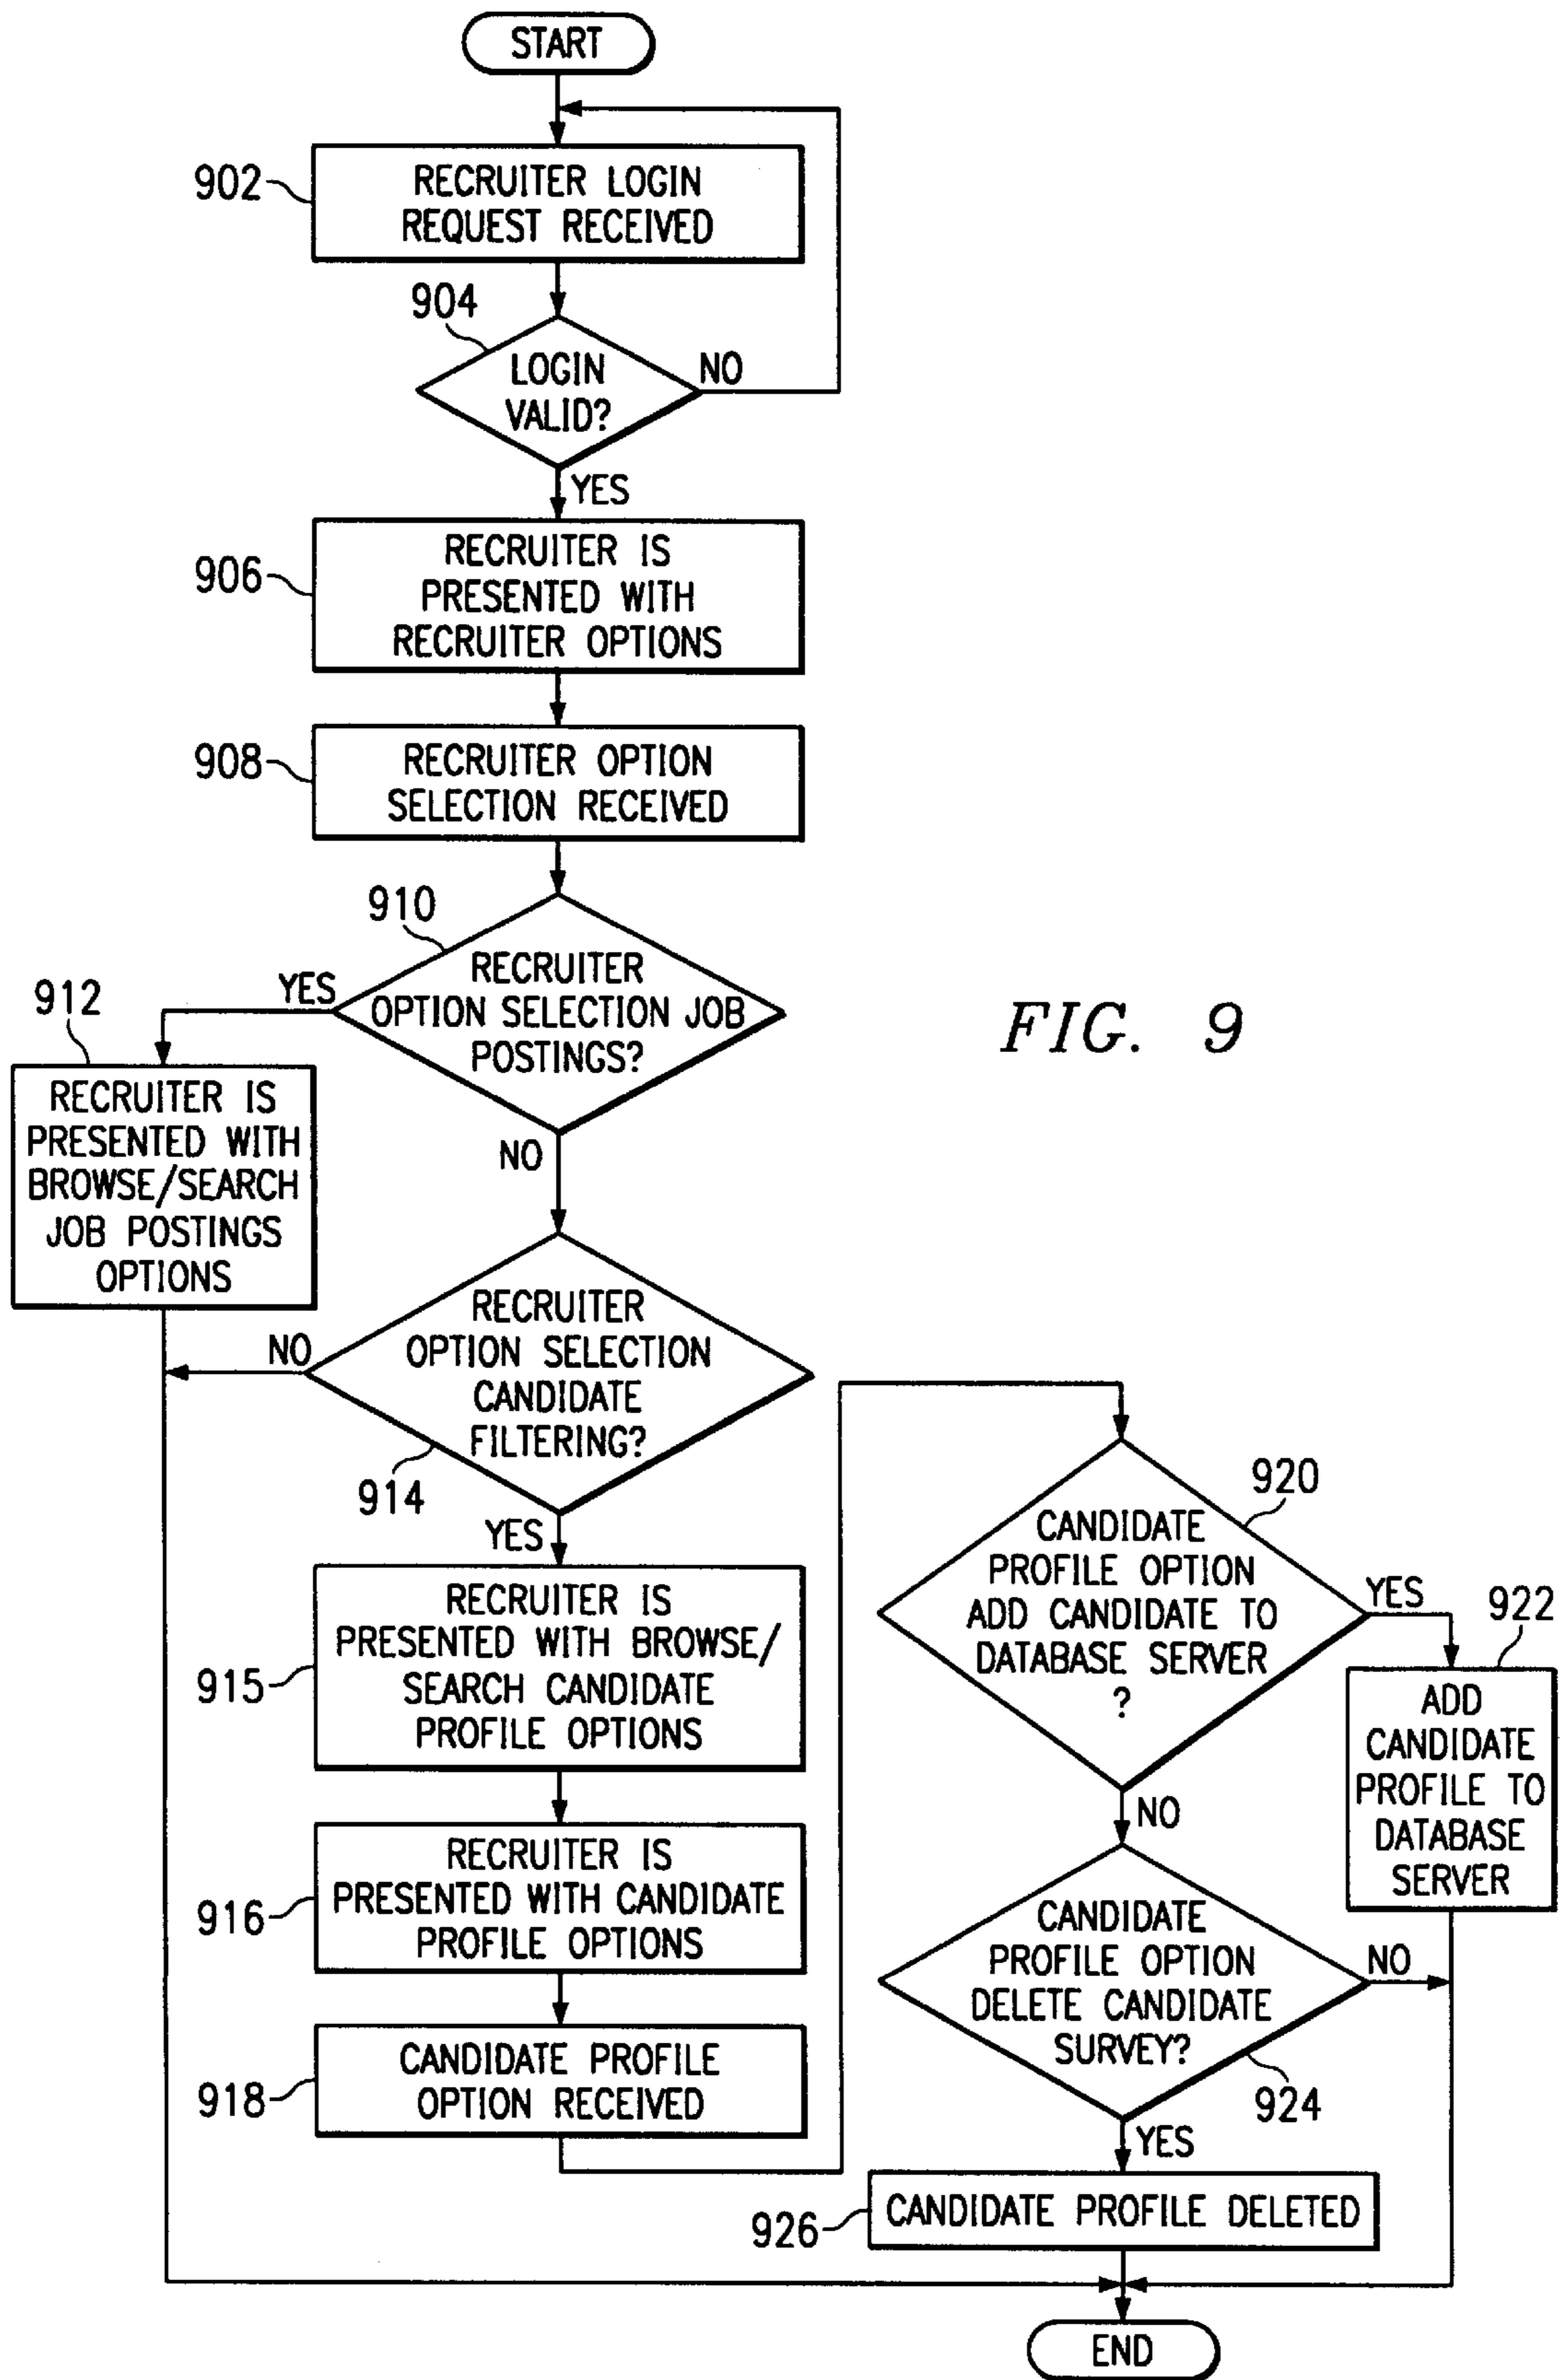 START
902
RECRUITER LOGIN
REQUEST RECEIVED
904
LOGIN
VALID?
NO
YES
906
RECRUITER IS
PRESENTED WITH
RECRUITER OPTIONS
908
RECRUITER OPTION
SELECTION RECEIVED
910
RECRUITER
OPTION SELECTION JOB
POSTINGS?
YES
NO
912
RECRUITER IS
PRESENTED WITH
BROWSE/SEARCH
JOB POSTINGS
OPTIONS
FIG. 9
RECRUITER
OPTION SELECTION
CANDIDATE
FILTERING?
NO
914
YES
915
RECRUITER IS
PRESENTED WITH BROWSE/
SEARCH CANDIDATE
PROFILE OPTIONS
916
RECRUITER IS
PRESENTED WITH CANDIDATE
PROFILE OPTIONS
918
CANDIDATE PROFILE
OPTION RECEIVED
920
CANDIDATE
PROFILE OPTION
ADD CANDIDATE TO
DATABASE SERVER
?
YES
NO
922
ADD
CANDIDATE
PROFILE TO
DATABASE
SERVER
CANDIDATE
PROFILE OPTION
DELETE CANDIDATE
SURVEY?
NO
924
YES
926
CANDIDATE PROFILE DELETED
END